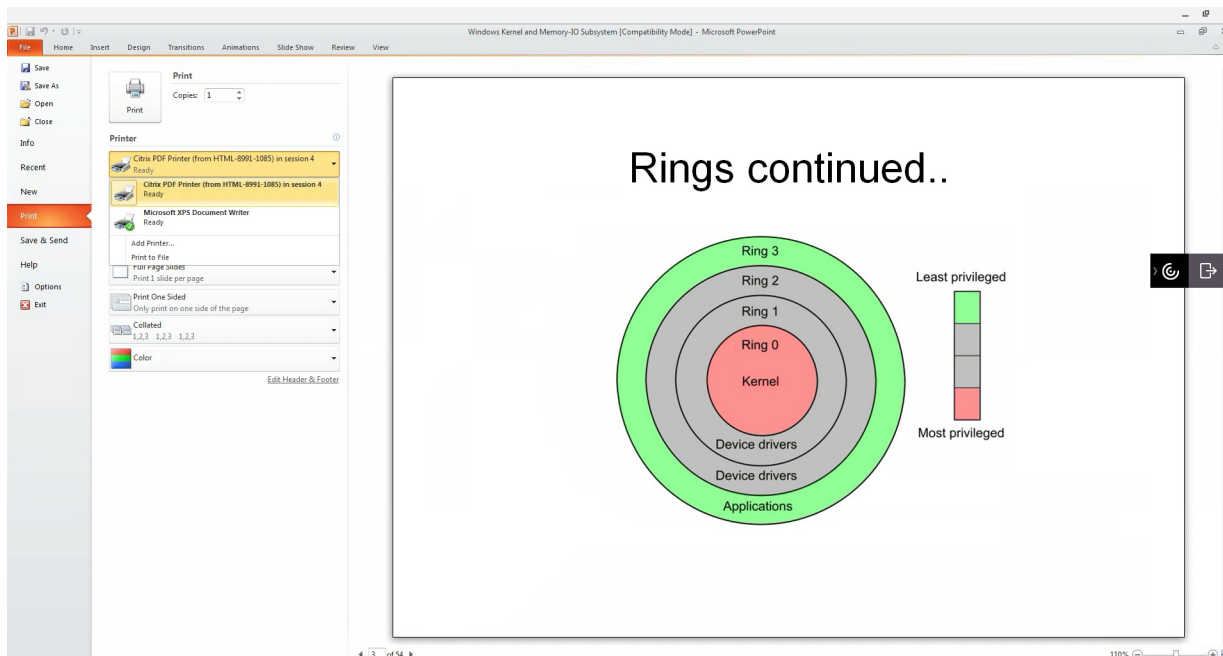 Windows Kernel and Memory-IO Subsystem [Compatibility Mode] - Microsoft PowerPoint
File Home Insert Design Transitions Animations Slide Show Review View
Save
Save As
Open
Close
Info
Recent
New
Print
Save & Send
Help
Options
Exit
Print
Print
Copies: 1
Printer
Citrix PDF Printer (from HTML-8991-1085) in session 4
Ready
Citrix PDF Printer (from HTML-8991-1085) in session 4
Ready
Microsoft XPS Document Writer
Ready
Add Printer...
Print to File
Full Page Slides
Print 1 slide per page
Print One Sided
Only print on one side of the page
Collated
1,2,3 1,2,3 1,2,3
Color
Edit Header & Footer
Rings continued..
Ring 3
Ring 2
Ring 1
Ring 0
Kernel
Device drivers
Device drivers
Applications
Least privileged
Most privileged
3 of 54
110%